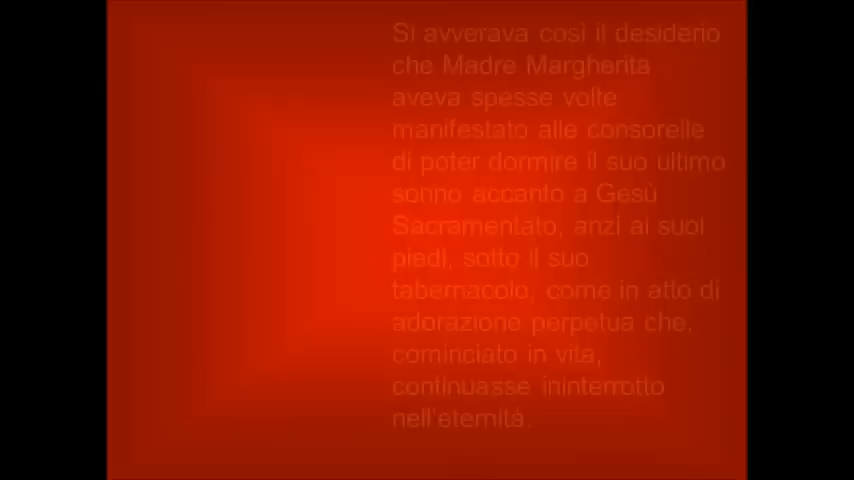 Si avverava così il desiderio
che Madre Margherita
aveva spesse volte
manifestato alle consorelle
di poter dormire il suo ultimo
sonno accanto a Gesù
Sacramentato, anzi ai suoi
piedi, sotto il suo
tabernacolo, come in atto di
adorazione perpetua che,
cominciato in vita,
continuasse ininterrotto
nell'eternità.